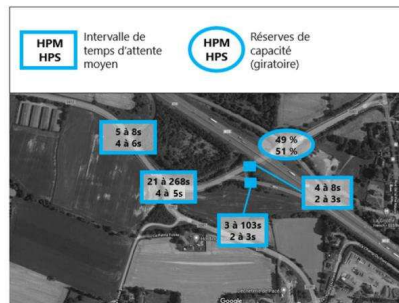 HPM
HPS
Intervalle de
temps d'attente
moyen
HPM
HPS
Réserves de
capacité
(giratoire)
49 %
51 %
5 à 8s
4 à 6s
21 à 268s
4 à 5s
4 à 8s
2 à 3s
3 à 103s
2 à 3s
Google